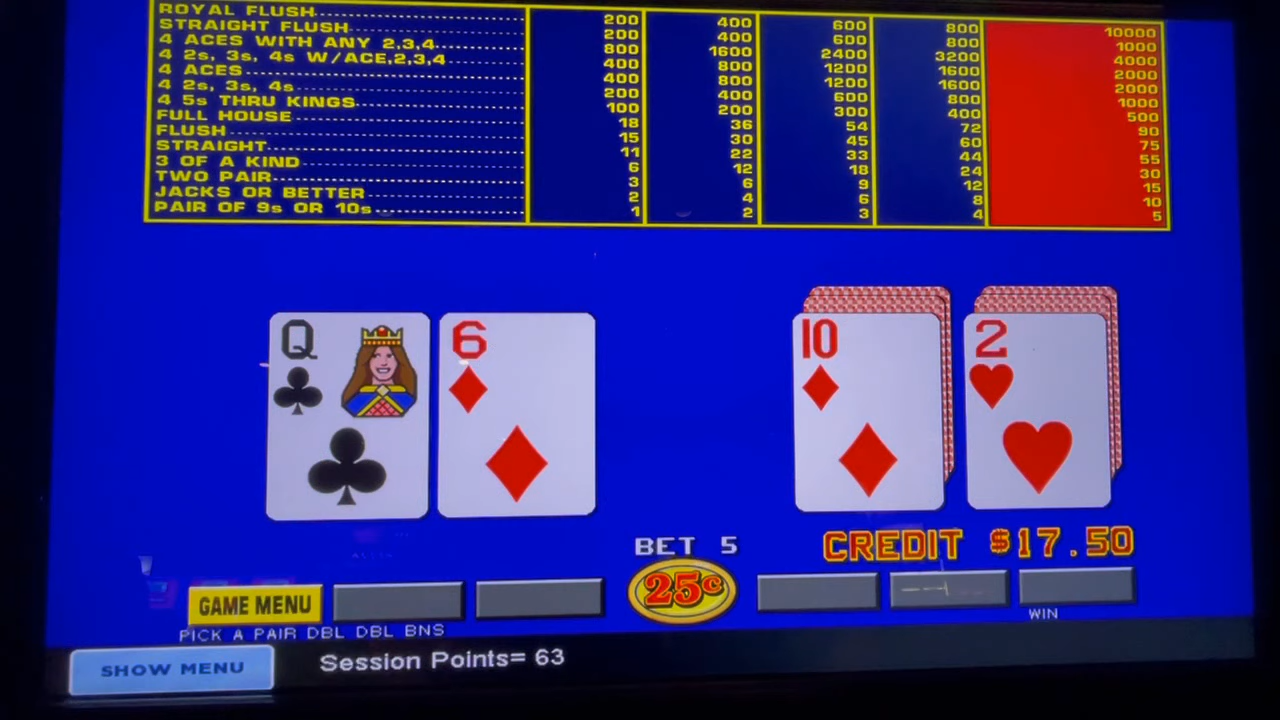 ROYAL FLUSH 200 400 600 800 10000
STRAIGHT FLUSH 200 400 600 800 1000
4 ACES WITH ANY 2,3,4 800 1600 2400 3200 4000
4 2s, 3s, 4s W/ACE,2,3,4 400 800 1200 1600 2000
4 ACES 400 800 1200 1600 2000
4 2s, 3s, 4s 200 400 600 800 1000
4 5s THRU KINGS 100 200 300 400 500
FULL HOUSE 18 36 54 72 90
FLUSH 15 30 45 60 75
STRAIGHT 11 22 33 44 55
3 OF A KIND 6 12 18 24 30
TWO PAIR 3 6 9 12 15
JACKS OR BETTER 2 4 6 8 10
PAIR OF 9s OR 10s 1 2 3 4 5
Q 6 10 2
BET 5 CREDIT $17.50
25¢
GAME MENU
WIN
PICK A PAIR DBL DBL BNS
SHOW MENU Session Points= 63